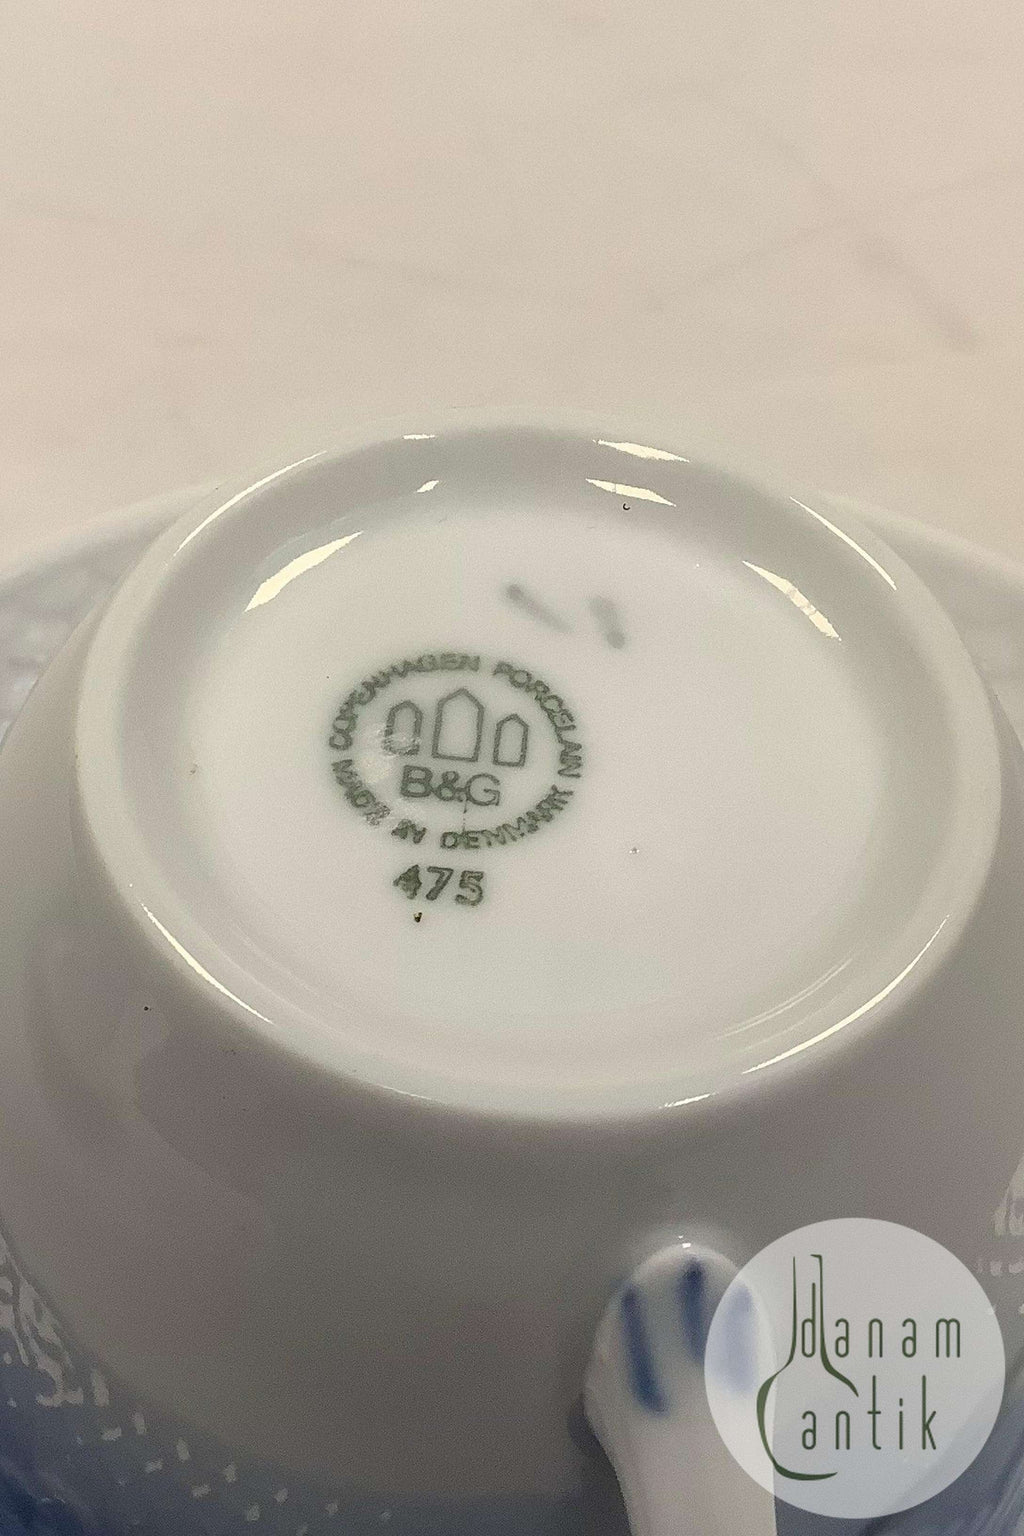 COPENHAGEN PORCELAIN
B&G
MADE IN DENMARK
475
danam
antik